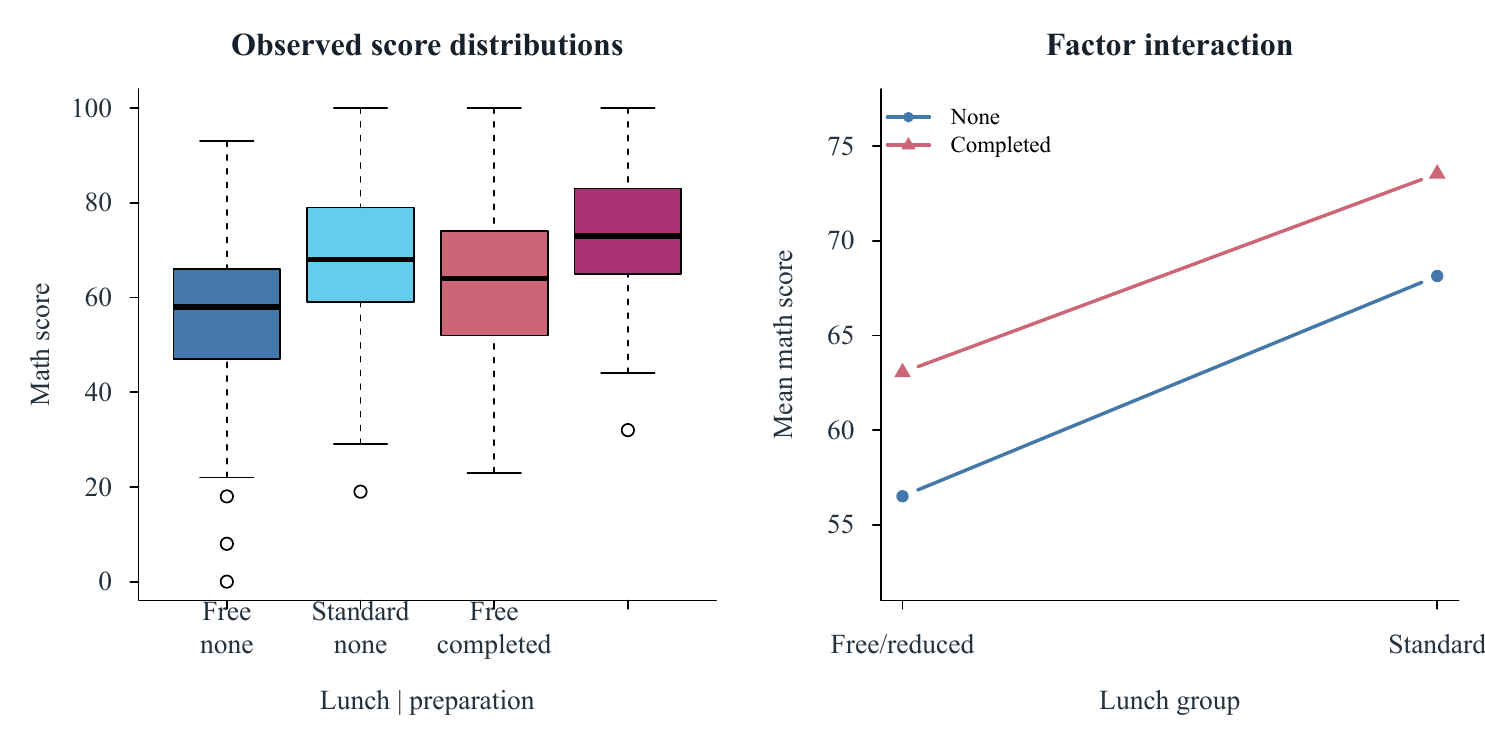 Observed score distributions
Math score
100
80
60
40
20
0
Free
none
Standard
none
Free
completed
Lunch | preparation
Factor interaction
None
Completed
Mean math score
75
70
65
60
55
Free/reduced
Standard
Lunch group